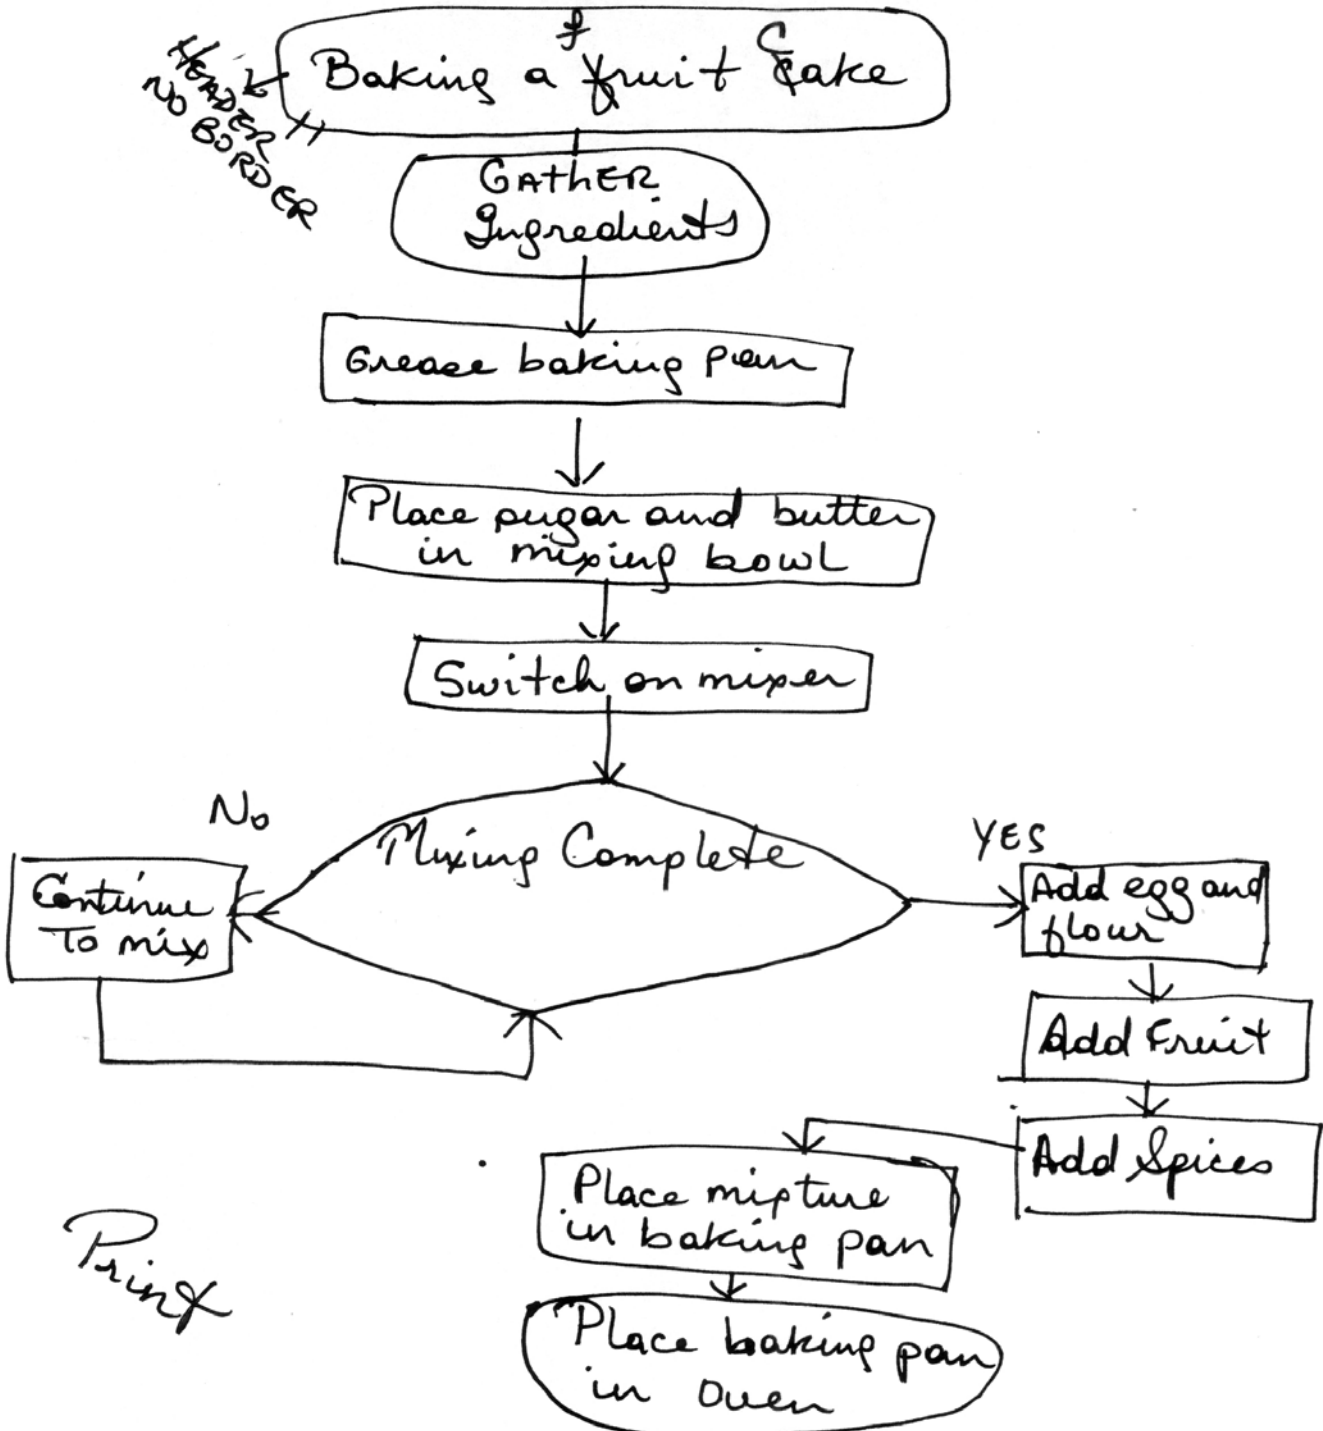 f C
Baking a fruit Cake
HEADER
NO BORDER
GATHER
Ingredients
Grease baking pan
Place sugar and butter
in mixing bowl
Switch on mixer
No
Mixing Complete
YES
Continue
To mix
Add egg and
flour
Add Fruit
Add Spices
Place mixture
in baking pan
Print
Place baking pan
in Oven